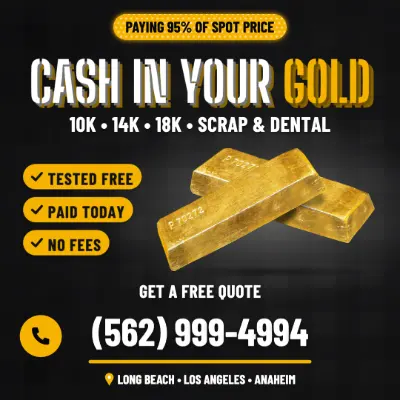 PAYING 95% OF SPOT PRICE
CASH IN YOUR GOLD
10K • 14K • 18K • SCRAP & DENTAL
TESTED FREE
PAID TODAY
NO FEES
GET A FREE QUOTE
(562) 999-4994
LONG BEACH • LOS ANGELES • ANAHEIM